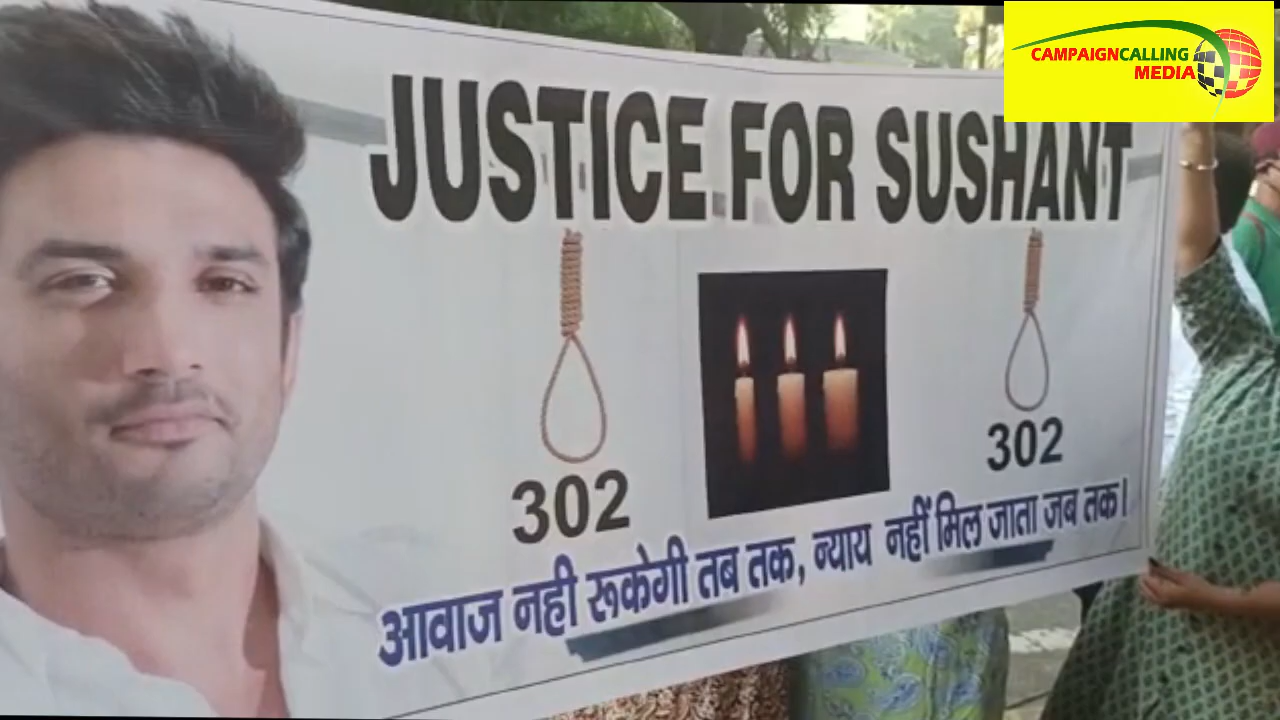 CAMPAIGNCALLING
MEDIA
JUSTICE FOR SUSHANT
302
302
आवाज नही रूकेगी तब तक, न्याय नहीं मिल जाता जब तक।